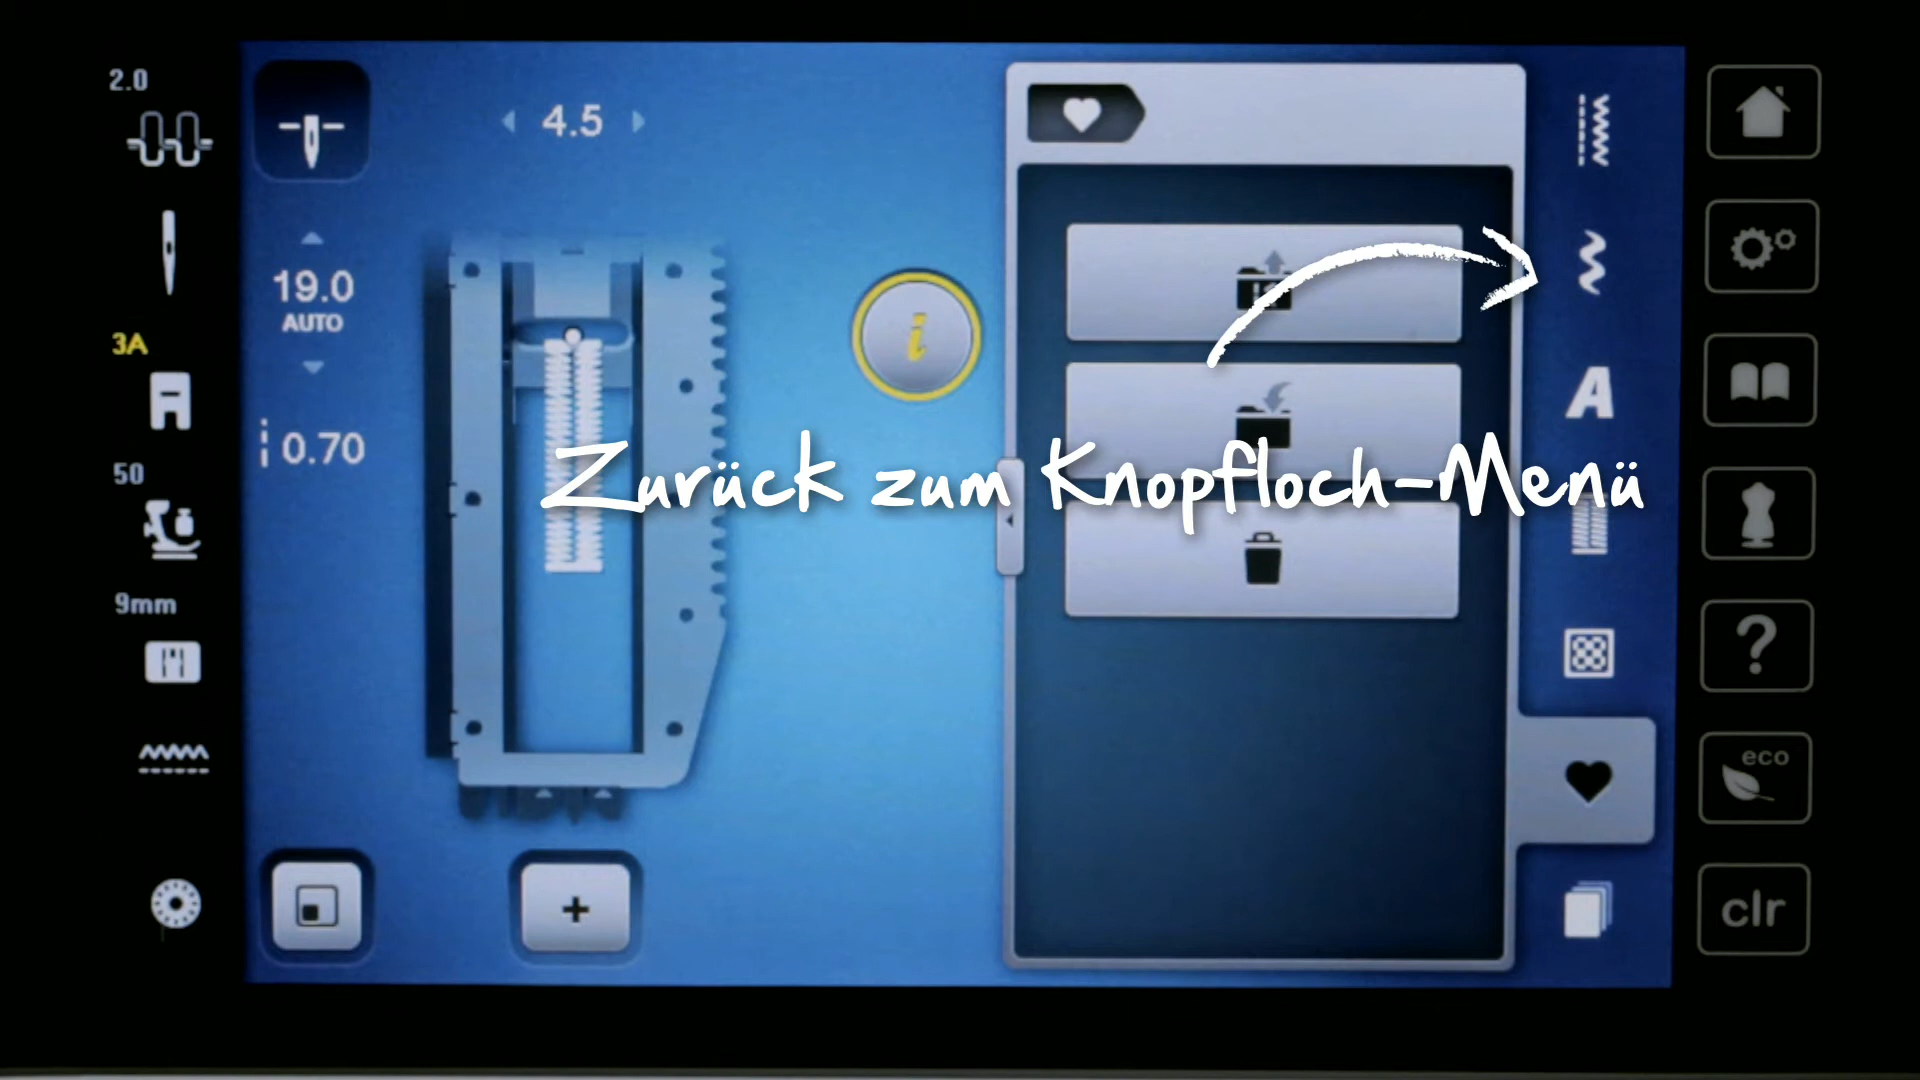 2.0
4.5
19.0
AUTO
3A
0.70
50
9mm
i
A
Zurück zum Knopfloch-Menü
?
eco
clr